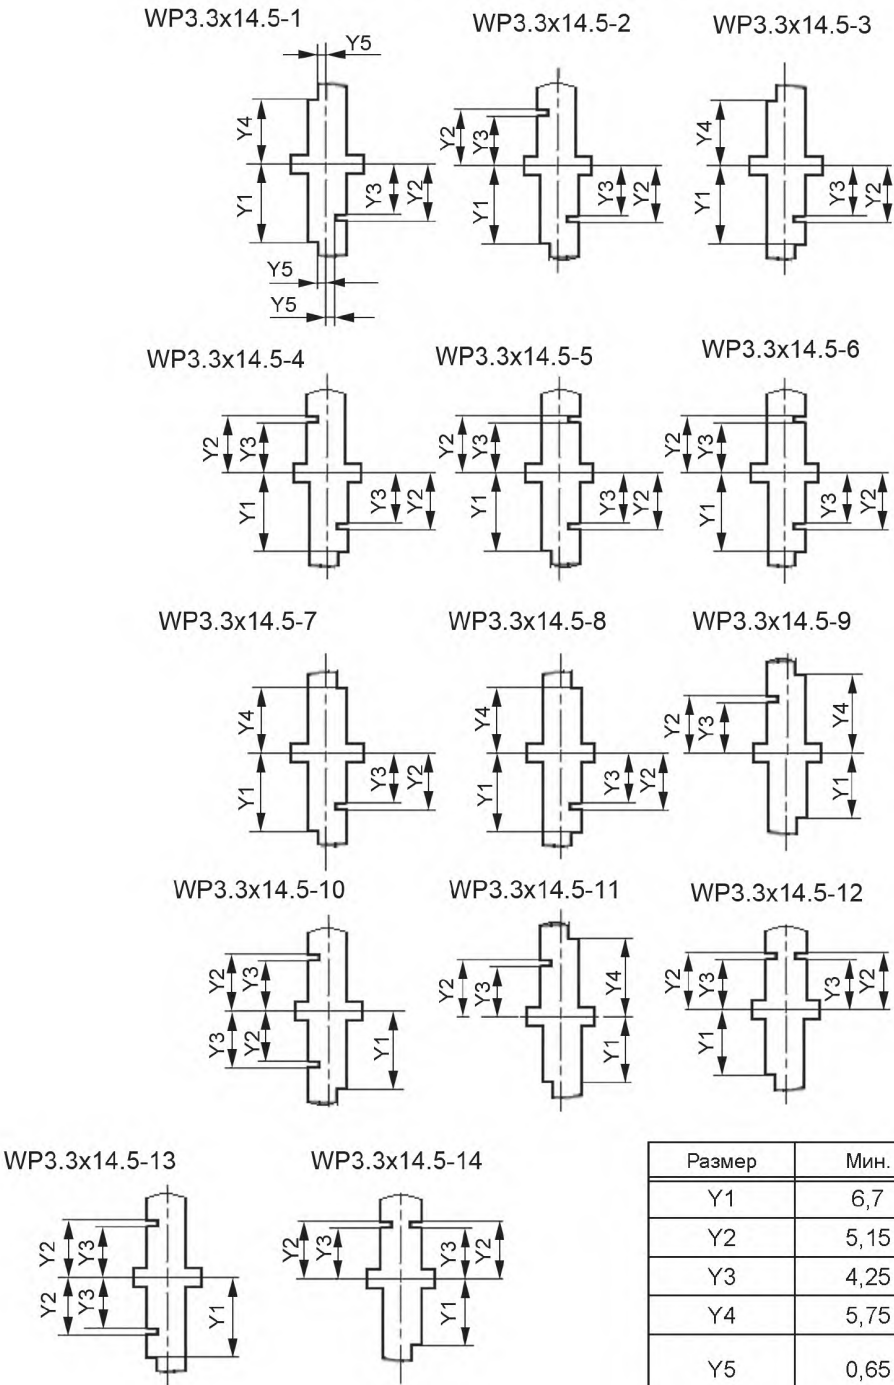 WP3.3x14.5-1 WP3.3x14.5-2 WP3.3x14.5-3
Y5
Y4 Y1 Y3 Y2 Y2 Y3 Y1 Y3 Y2 Y4 Y1 Y3 Y2
Y5
Y5
WP3.3x14.5-4 WP3.3x14.5-5 WP3.3x14.5-6
Y2 Y3 Y1 Y3 Y2 Y2 Y3 Y1 Y3 Y2 Y2 Y3 Y1 Y3 Y2
WP3.3x14.5-7 WP3.3x14.5-8 WP3.3x14.5-9
Y4 Y1 Y3 Y2 Y4 Y1 Y3 Y2 Y2 Y3 Y4 Y1
WP3.3x14.5-10 WP3.3x14.5-11 WP3.3x14.5-12
Y2 Y3 Y3 Y2 Y1 Y2 Y3 Y4 Y1 Y2 Y3 Y1 Y3 Y2
WP3.3x14.5-13 WP3.3x14.5-14
Y2 Y3 Y2 Y3 Y1 Y2 Y3 Y3 Y2 Y1
Размер Мин.
Y1 6,7
Y2 5,15
Y3 4,25
Y4 5,75
Y5 0,65